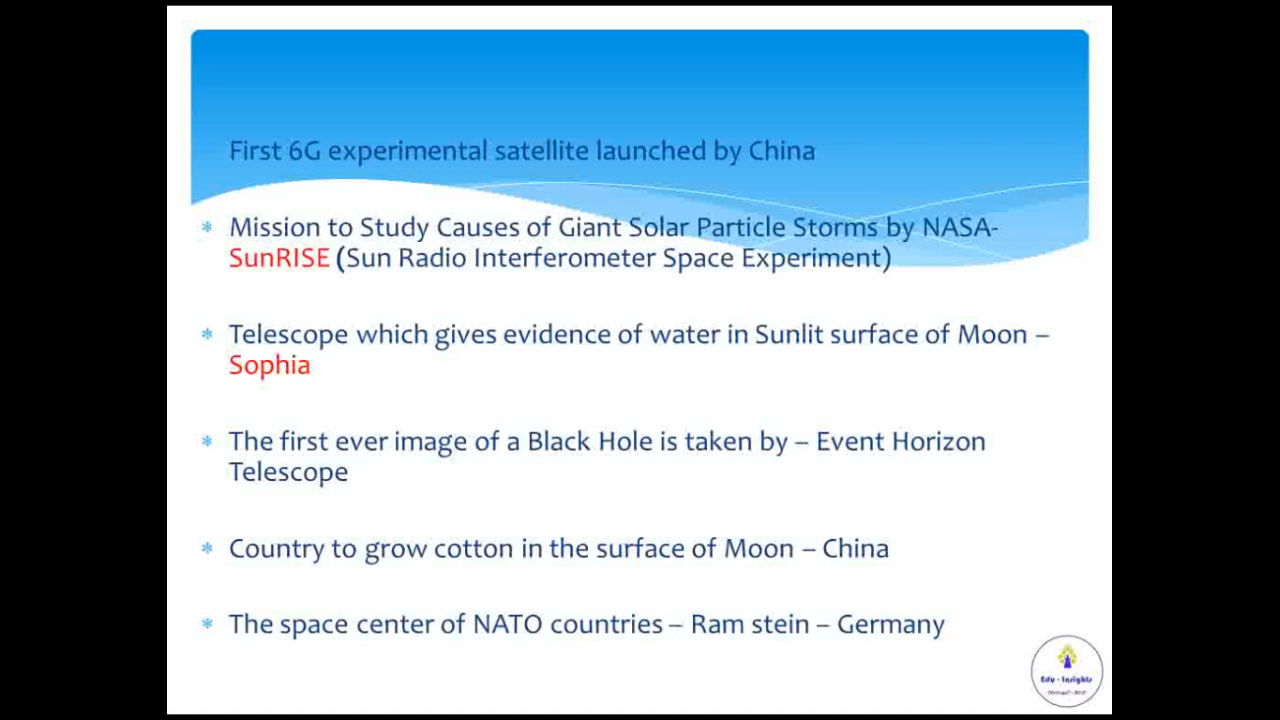 First 6G experimental satellite launched by China
Mission to Study Causes of Giant Solar Particle Storms by NASA-
SunRISE (Sun Radio Interferometer Space Experiment)
Telescope which gives evidence of water in Sunlit surface of Moon –
Sophia
The first ever image of a Black Hole is taken by – Event Horizon
Telescope
Country to grow cotton in the surface of Moon – China
The space center of NATO countries – Ram stein – Germany
Edu - Insights